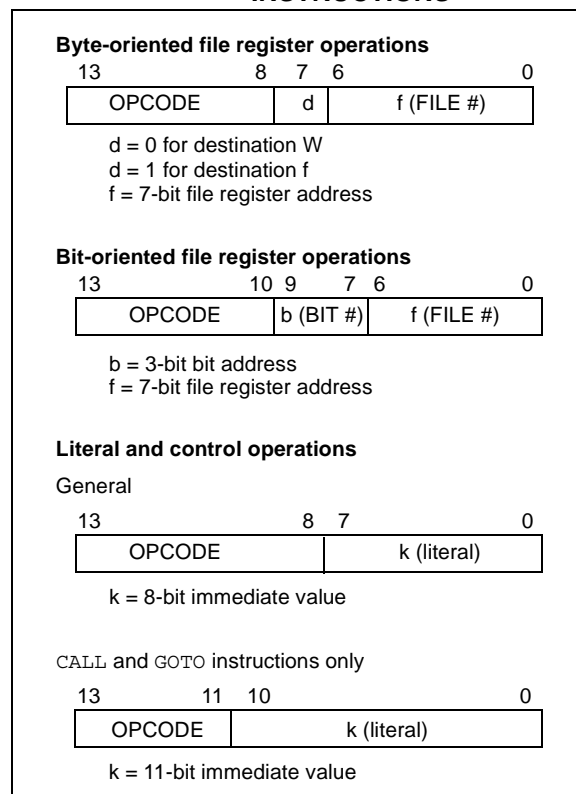 INSTRUCTIONS
Byte-oriented file register operations
13 8 7 6 0
OPCODE d f (FILE #)
d = 0 for destination W
d = 1 for destination f
f = 7-bit file register address
Bit-oriented file register operations
13 10 9 7 6 0
OPCODE b (BIT #) f (FILE #)
b = 3-bit bit address
f = 7-bit file register address
Literal and control operations
General
13 8 7 0
OPCODE k (literal)
k = 8-bit immediate value
CALL and GOTO instructions only
13 11 10 0
OPCODE k (literal)
k = 11-bit immediate value